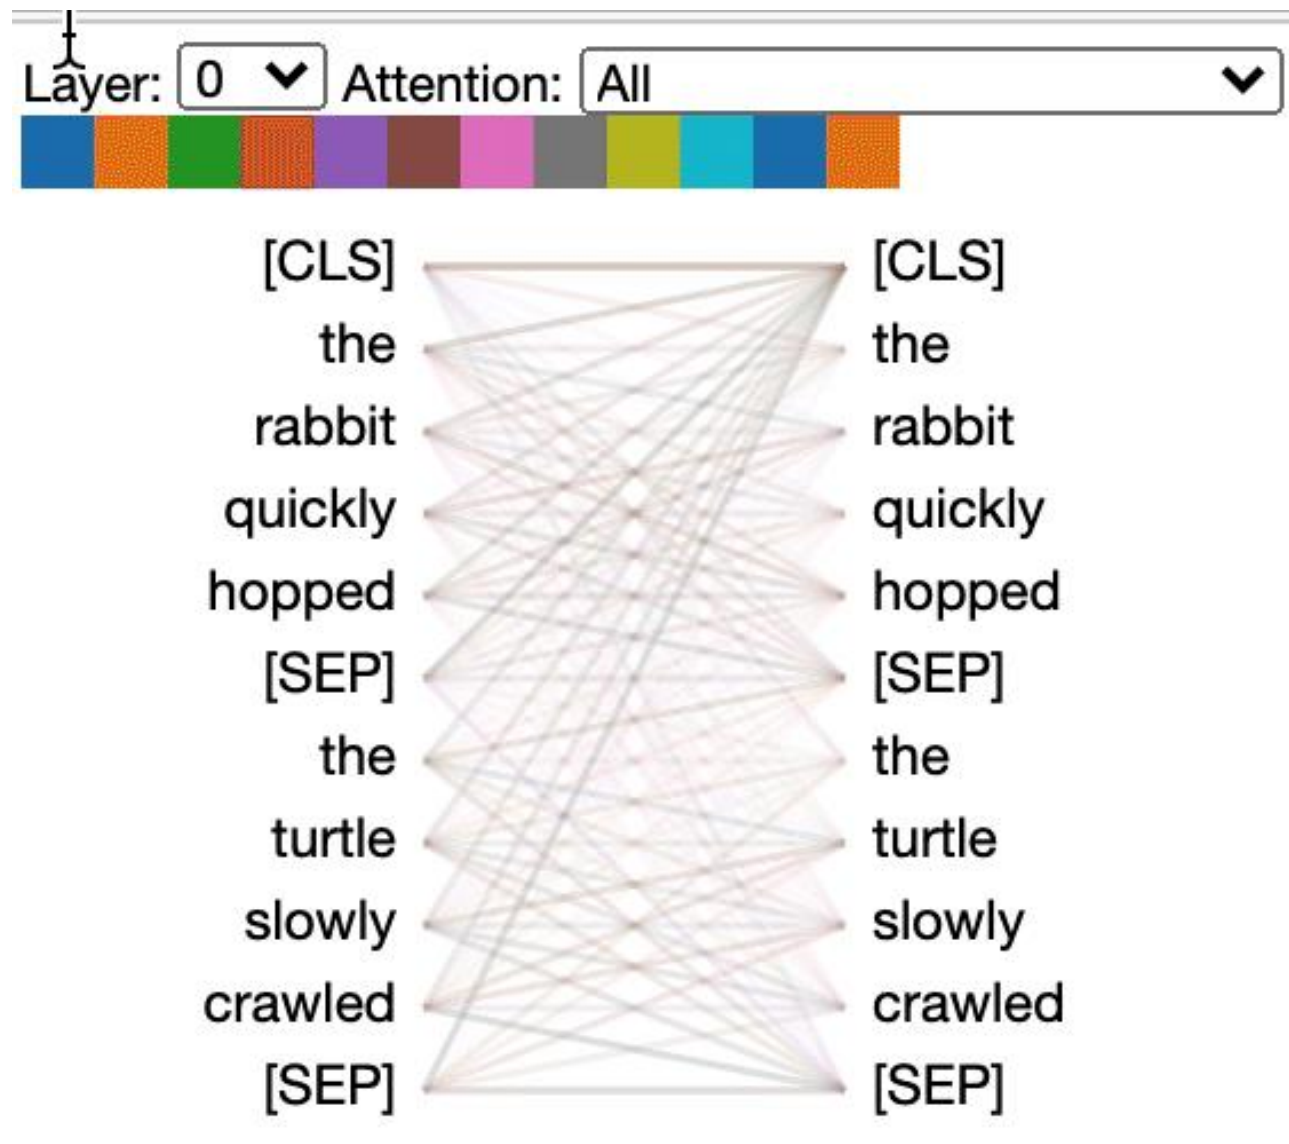 Layer: 0 Attention: All
[CLS] [CLS]
the the
rabbit rabbit
quickly quickly
hopped hopped
[SEP] [SEP]
the the
turtle turtle
slowly slowly
crawled crawled
[SEP] [SEP]